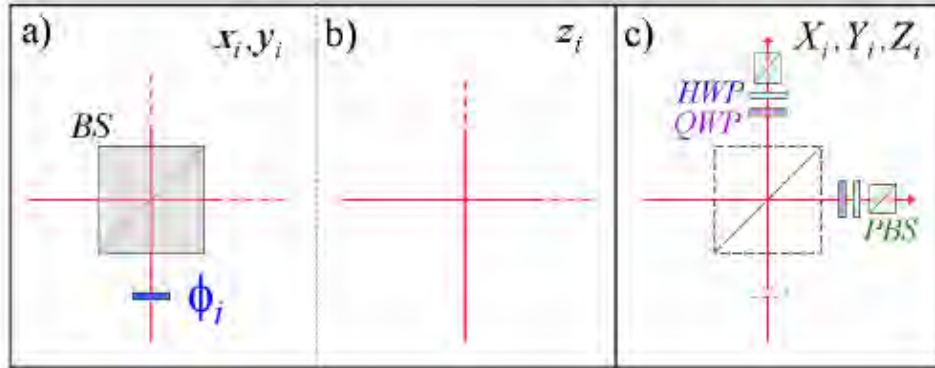 a)
x_i, y_i
BS
ϕ_i
b)
z_i
c)
X_i, Y_i, Z_i
HWP
QWP
PBS